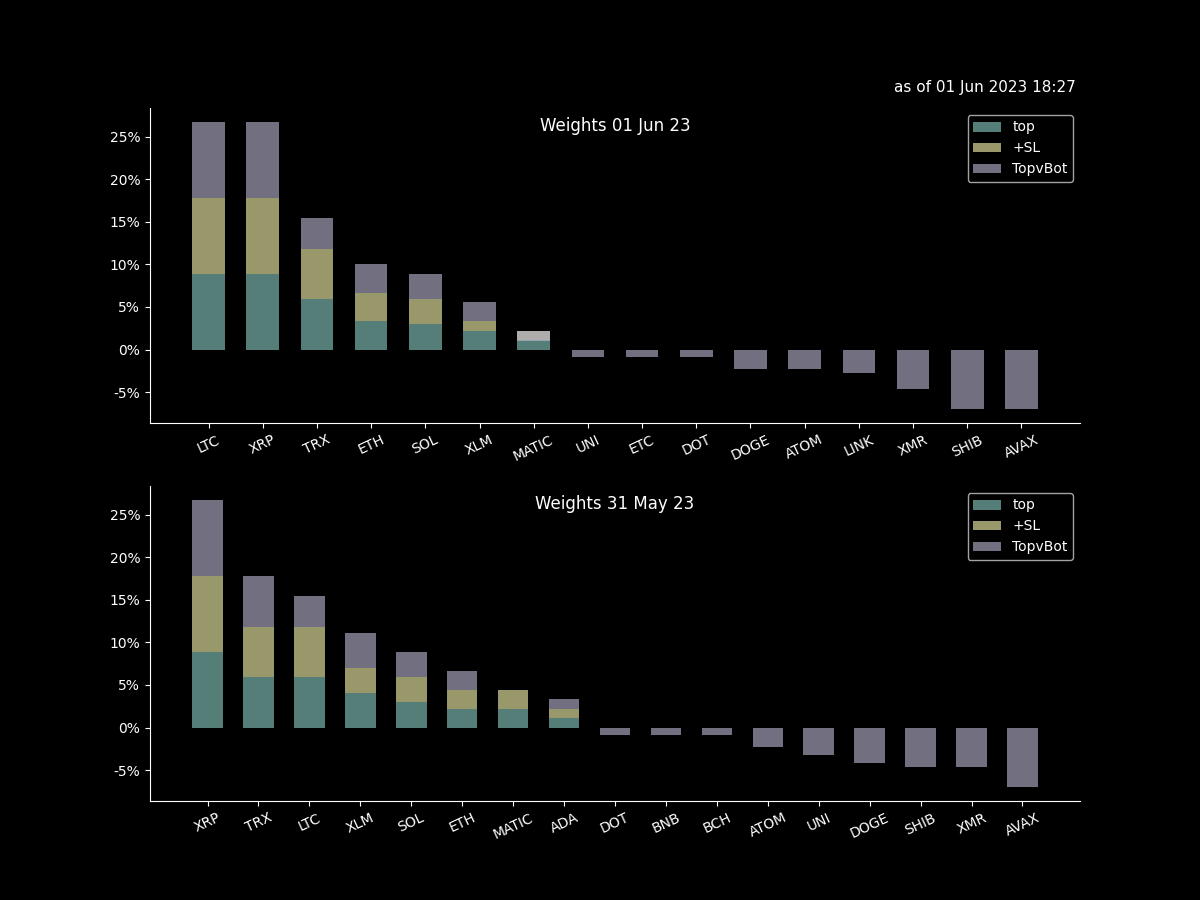 as of 01 Jun 2023 18:27
Weights 01 Jun 23
top
+SL
TopvBot
25%
20%
15%
10%
5%
0%
-5%
LTC XRP TRX ETH SOL XLM MATIC UNI ETC DOT DOGE ATOM LINK XMR SHIB AVAX
Weights 31 May 23
top
+SL
TopvBot
25%
20%
15%
10%
5%
0%
-5%
XRP TRX LTC XLM SOL ETH MATIC ADA DOT BNB BCH ATOM UNI DOGE SHIB XMR AVAX